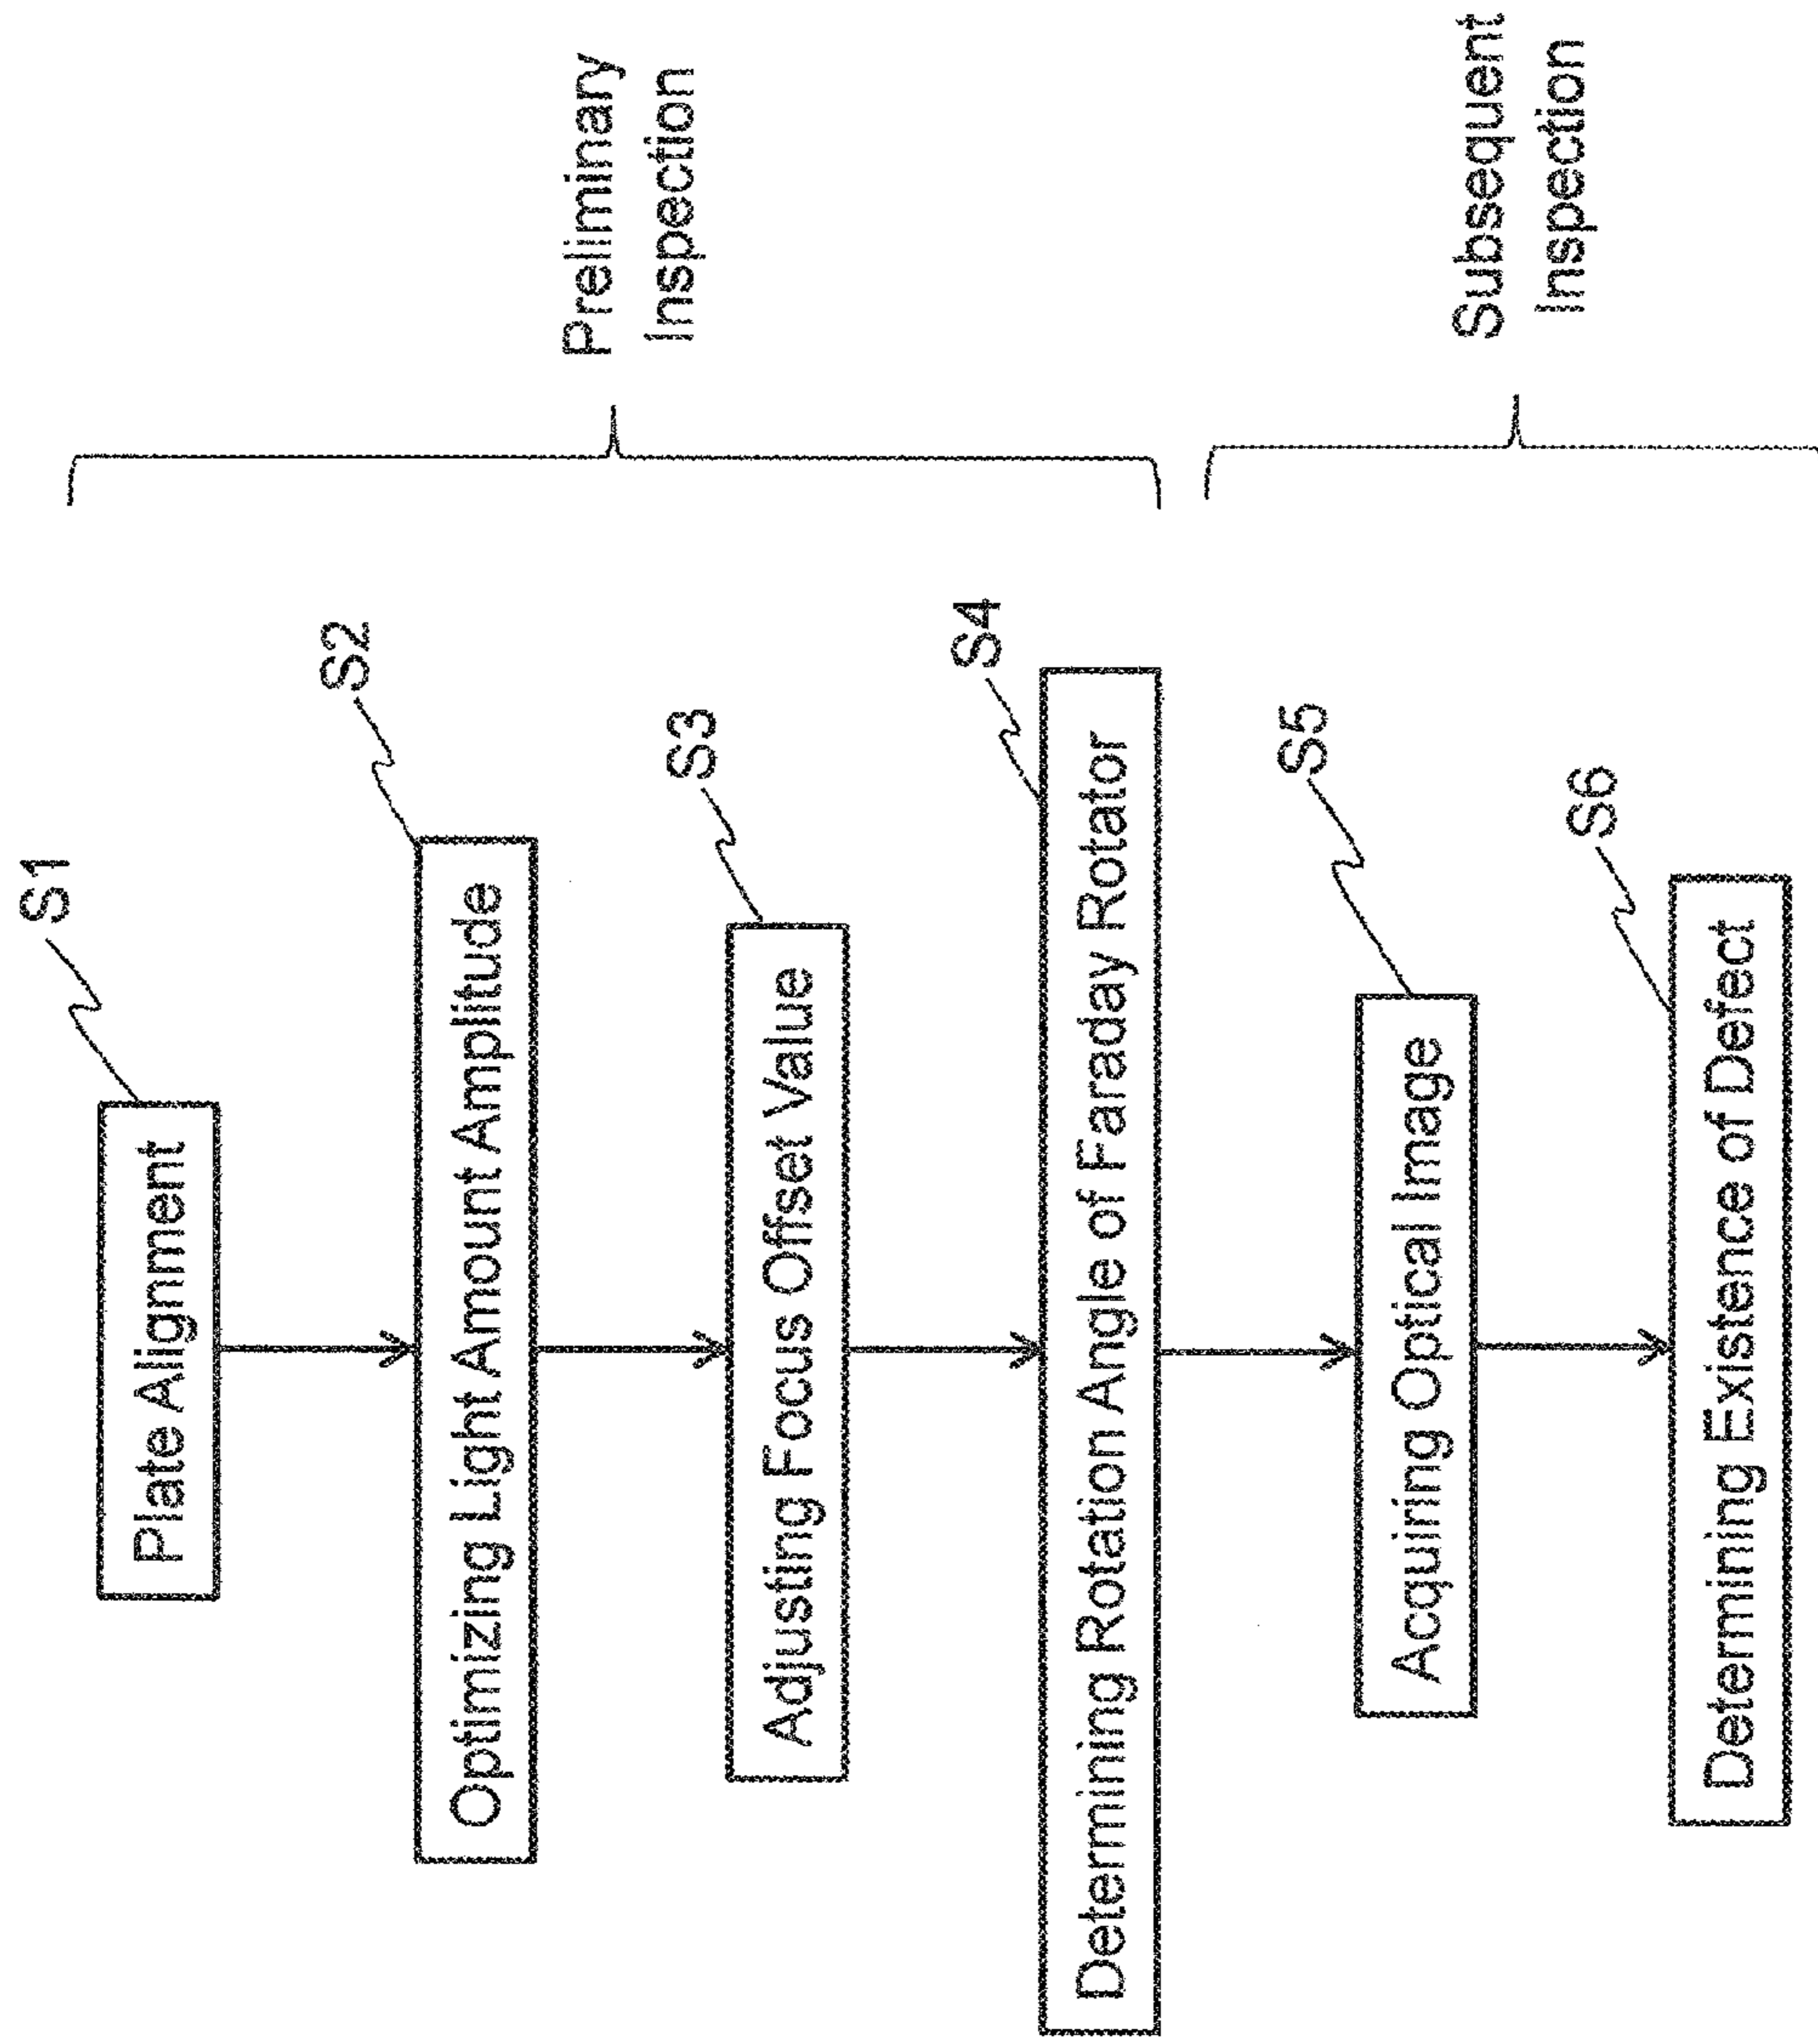 S1
Plate Alignment
S2
Optimizing Light Amount Amplitude
S3
Adjusting Focus Offset Value
S4
Determining Rotation Angle of Faraday Rotator
Preliminary
Inspection
S5
Acquiring Optical Image
S6
Determining Existence of Defect
Subsequent
Inspection